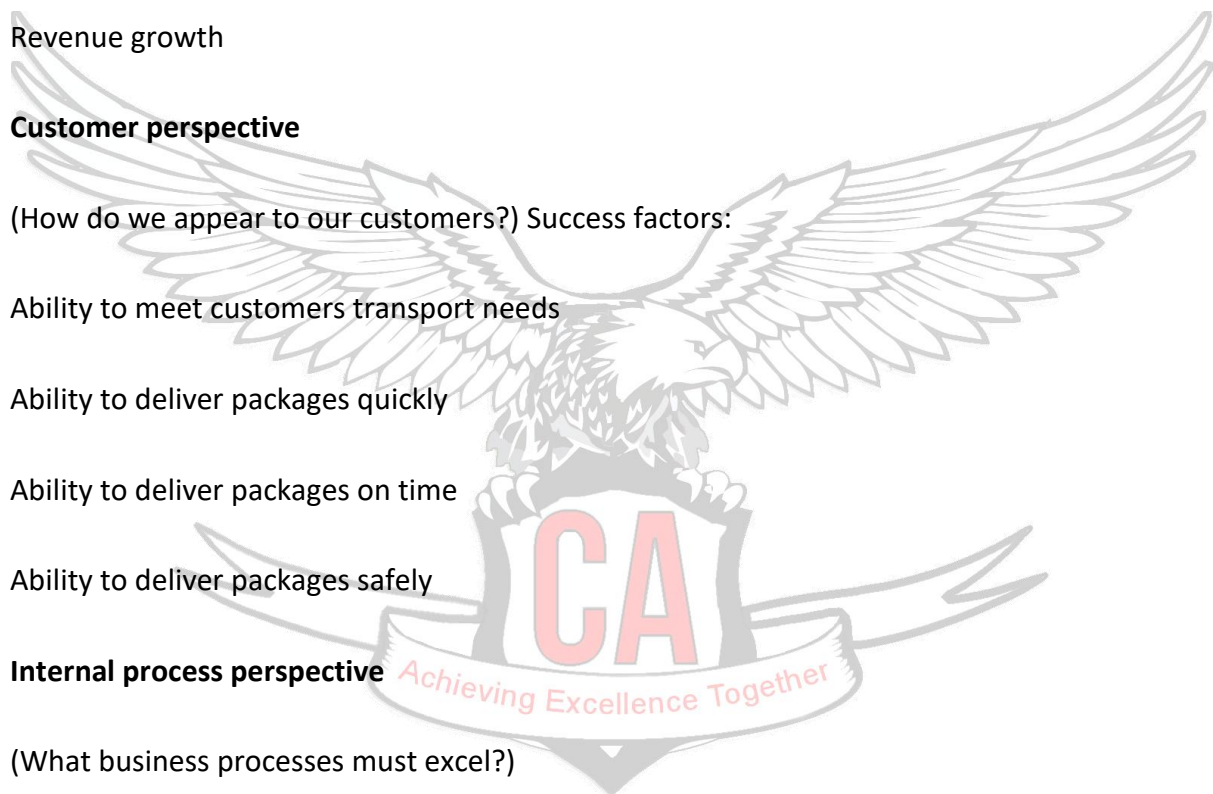 Revenue growth
Customer perspective
(How do we appear to our customers?) Success factors:
Ability to meet customers transport needs
Ability to deliver packages quickly
Ability to deliver packages on time
Ability to deliver packages safely
CA
Internal process perspective
Achieving Excellence Together
(What business processes must excel?)